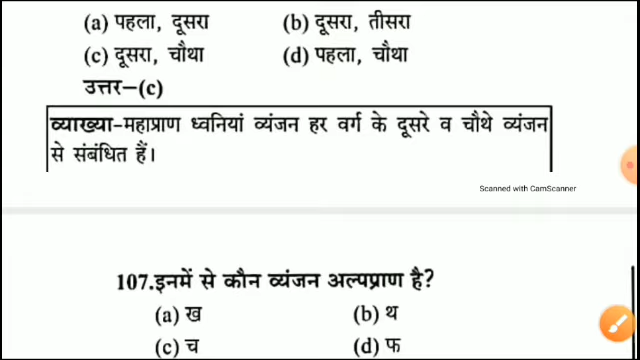 (a) पहला, दूसरा (b) दूसरा, तीसरा
(c) दूसरा, चौथा (d) पहला, चौथा
उत्तर–(c)
व्याख्या–महाप्राण ध्वनियां व्यंजन हर वर्ग के दूसरे व चौथे व्यंजन
से संबंधित हैं।
Scanned with CamScanner
107.इनमें से कौन व्यंजन अल्पप्राण है?
(a) ख (b) थ
(c) च (d) फ